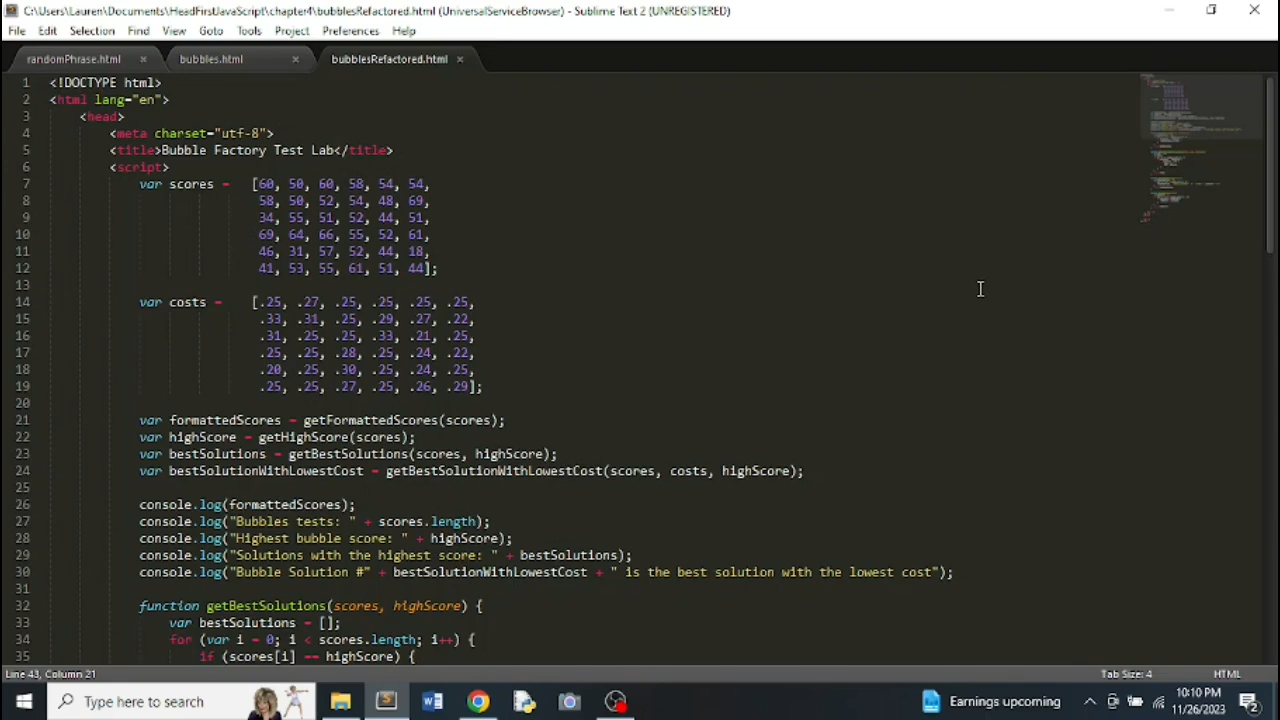 C:\Users\Lauren\Documents\HeadFirstJavaScript\chapter4\bubblesRefactored.html (UniversalServiceBrowser) - Sublime Text 2 (UNREGISTERED)
File Edit Selection Find View Goto Tools Project Preferences Help
randomPhrase.html × bubbles.html × bubblesRefactored.html ×
1 <!DOCTYPE html>
2 <html lang="en">
3 <head>
4 <meta charset="utf-8">
5 <title>Bubble Factory Test Lab</title>
6 <script>
7 var scores = [60, 50, 60, 58, 54, 54,
8 58, 50, 52, 54, 48, 69,
9 34, 55, 51, 52, 44, 51,
10 69, 64, 66, 55, 52, 61,
11 46, 31, 57, 52, 44, 18,
12 41, 53, 55, 61, 51, 44];
13
14 var costs = [.25, .27, .25, .25, .25, .25,
15 .33, .31, .25, .29, .27, .22,
16 .31, .25, .25, .33, .21, .25,
17 .25, .25, .28, .25, .24, .22,
18 .20, .25, .30, .25, .24, .25,
19 .25, .25, .27, .25, .26, .29];
20
21 var formattedScores = getFormattedScores(scores);
22 var highScore = getHighScore(scores);
23 var bestSolutions = getBestSolutions(scores, highScore);
24 var bestSolutionWithLowestCost = getBestSolutionWithLowestCost(scores, costs, highScore);
25
26 console.log(formattedScores);
27 console.log("Bubbles tests: " + scores.length);
28 console.log("Highest bubble score: " + highScore);
29 console.log("Solutions with the highest score: " + bestSolutions);
30 console.log("Bubble Solution #" + bestSolutionWithLowestCost + " is the best solution with the lowest cost");
31
32 function getBestSolutions(scores, highScore) {
33 var bestSolutions = [];
34 for (var i = 0; i < scores.length; i++) {
35 if (scores[i] == highScore) {
Line 43, Column 21 Tab Size: 4 HTML
Type here to search Earnings upcoming 10:10 PM
11/26/2023 2